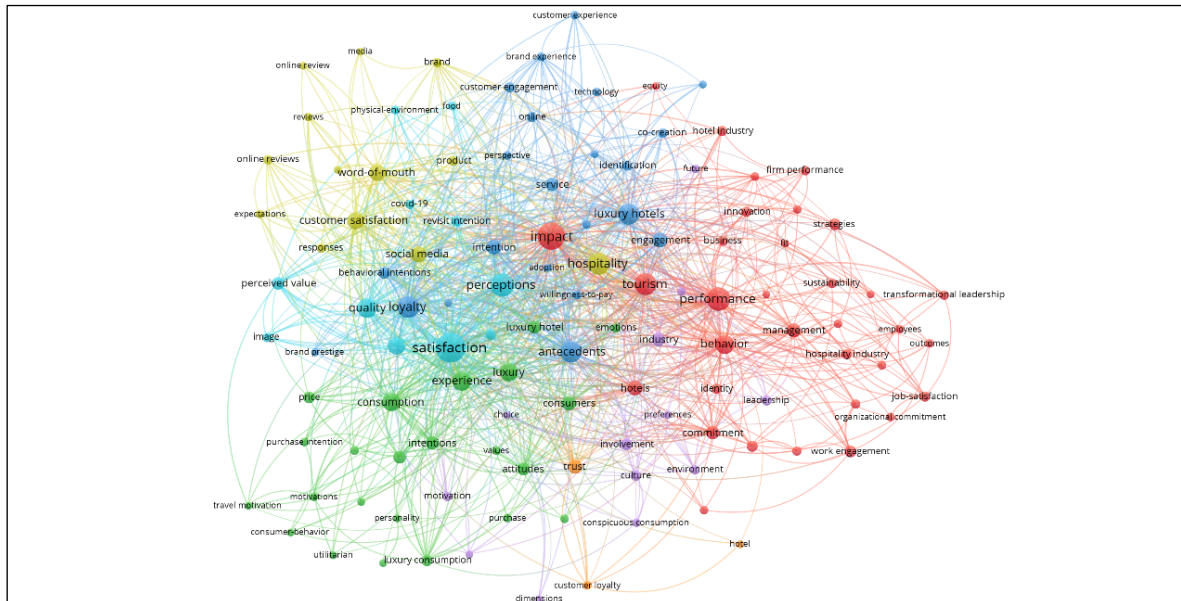 customer experience
media
brand
online review
brand experience
customer engagement
technology
equity
physical-environment
food
reviews
online
co-creation
hotel industry
online reviews
product
perspective
identification
future
firm performance
word-of-mouth
service
covid-19
expectations
customer satisfaction
revisit intention
luxury hotels
innovation
strategies
impact
responses
social media
intention
engagement
business
fit
hospitality
adoption
behavioral intentions
perceived value
perceptions
tourism
sustainability
willingness-to-pay
performance
transformational leadership
quality
loyalty
luxury hotel
emotions
management
employees
image
industry
behavior
outcomes
brand prestige
satisfaction
antecedents
hospitality industry
luxury
experience
hotels
identity
price
consumption
consumers
leadership
job-satisfaction
choice
preferences
organizational commitment
commitment
purchase intention
intentions
values
involvement
work engagement
attitudes
trust
culture
environment
motivations
motivation
travel motivation
personality
purchase
conspicuous consumption
consumer-behavior
utilitarian
luxury consumption
hotel
customer loyalty
dimensions